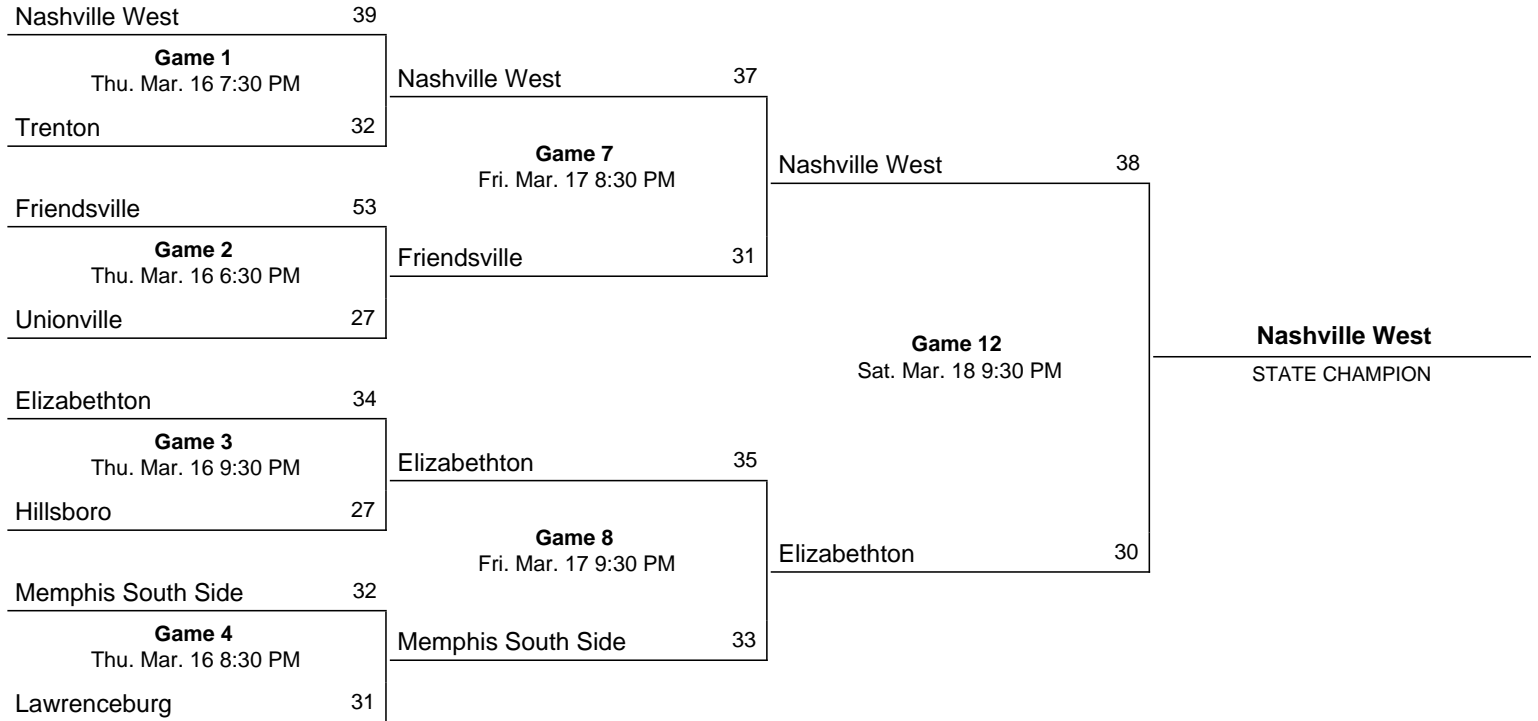 Nashville West 39
Game 1
Thu. Mar. 16 7:30 PM
Trenton 32
Friendsville 53
Game 2
Thu. Mar. 16 6:30 PM
Unionville 27
Elizabethton 34
Game 3
Thu. Mar. 16 9:30 PM
Hillsboro 27
Memphis South Side 32
Game 4
Thu. Mar. 16 8:30 PM
Lawrenceburg 31
Nashville West 37
Game 7
Fri. Mar. 17 8:30 PM
Friendsville 31
Elizabethton 35
Game 8
Fri. Mar. 17 9:30 PM
Memphis South Side 33
Nashville West 38
Game 12
Sat. Mar. 18 9:30 PM
Elizabethton 30
Nashville West
STATE CHAMPION